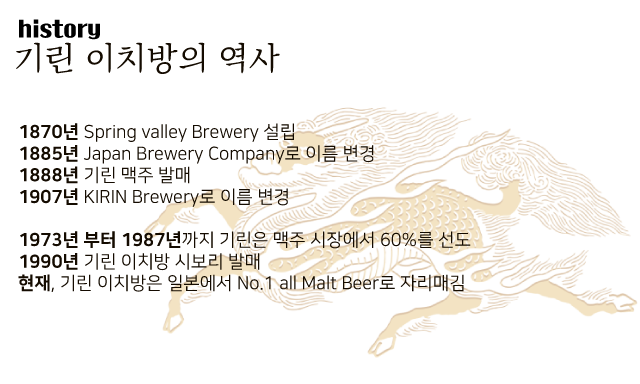 history
기린 이치방의 역사
1870년 Spring valley Brewery 설립
1885년 Japan Brewery Company로 이름 변경
1888년 기린 맥주 발매
1907년 KIRIN Brewery로 이름 변경
1973년 부터 1987년까지 기린은 맥주 시장에서 60%를 선도
1990년 기린 이치방 시보리 발매
현재, 기린 이치방은 일본에서 No.1 all Malt Beer로 자리매김